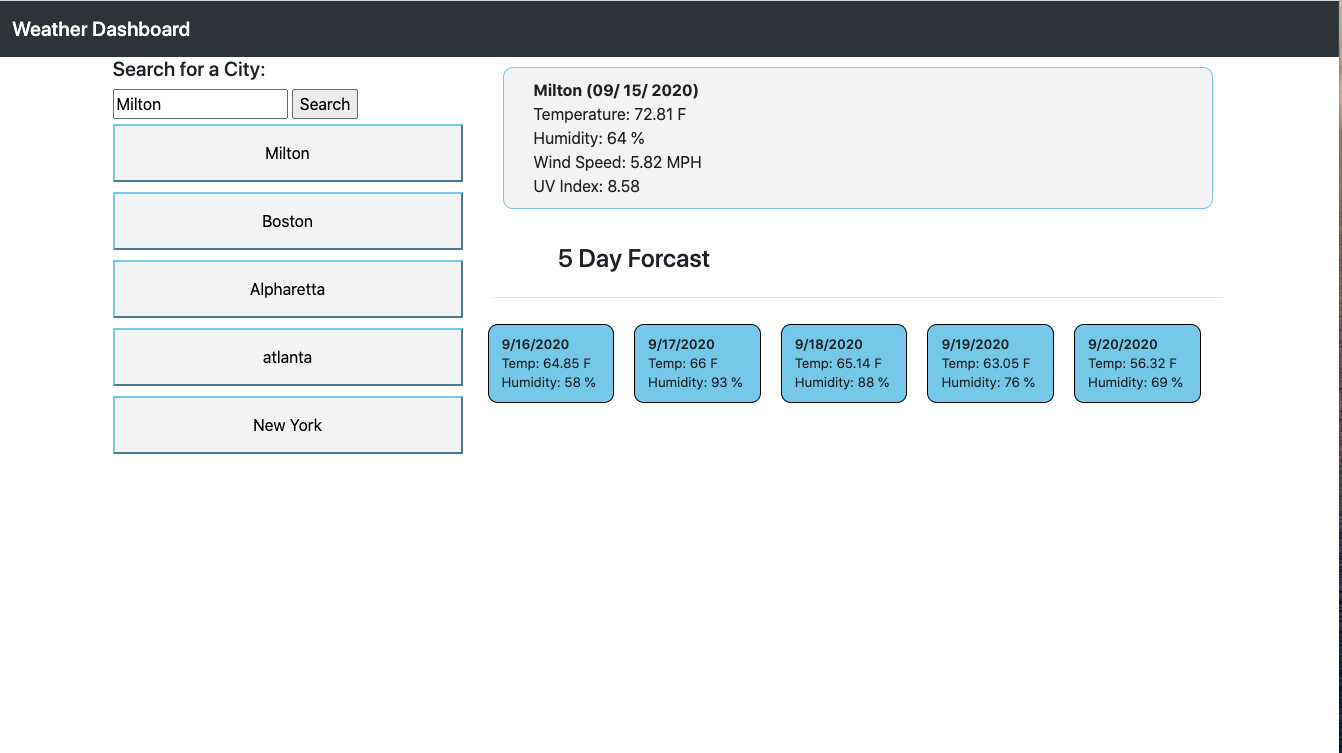 Weather Dashboard
Search for a City:
Milton Search
Milton
Boston
Alpharetta
atlanta
New York
Milton (09/ 15/ 2020)
Temperature: 72.81 F
Humidity: 64 %
Wind Speed: 5.82 MPH
UV Index: 8.58
5 Day Forcast
9/16/2020
Temp: 64.85 F
Humidity: 58 %
9/17/2020
Temp: 66 F
Humidity: 93 %
9/18/2020
Temp: 65.14 F
Humidity: 88 %
9/19/2020
Temp: 63.05 F
Humidity: 76 %
9/20/2020
Temp: 56.32 F
Humidity: 69 %